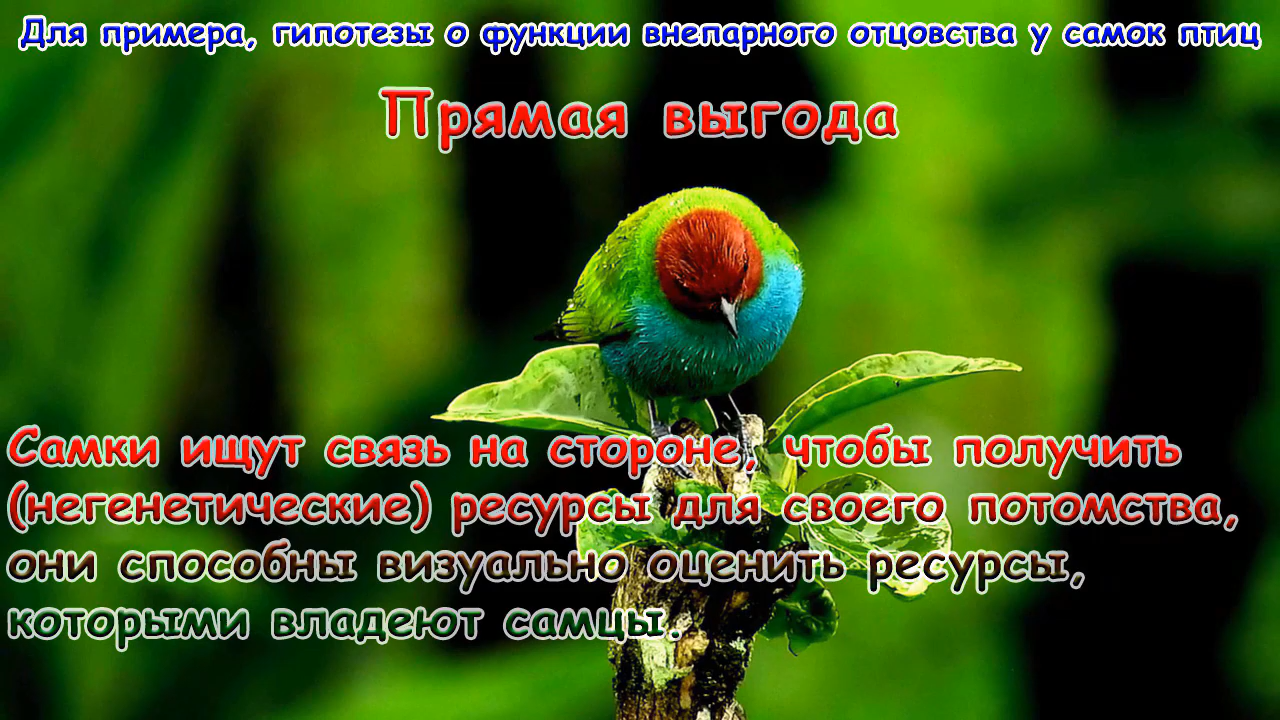 Для примера, гипотезы о функции внепарного отцовства у самок птиц
Прямая выгода
Самки ищут связь на стороне, чтобы получить
(негенетические) ресурсы для своего потомства,
они способны визуально оценить ресурсы,
которыми владеют самцы.